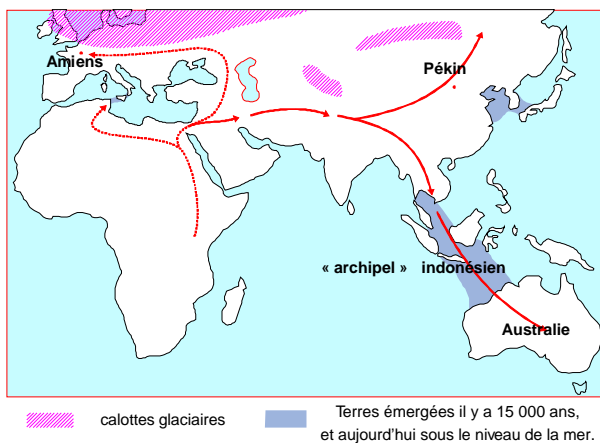 Amiens
Pékin
« archipel » indonésien
Australie
calottes glaciaires
Terres émergées il y a 15 000 ans,
et aujourd'hui sous le niveau de la mer.